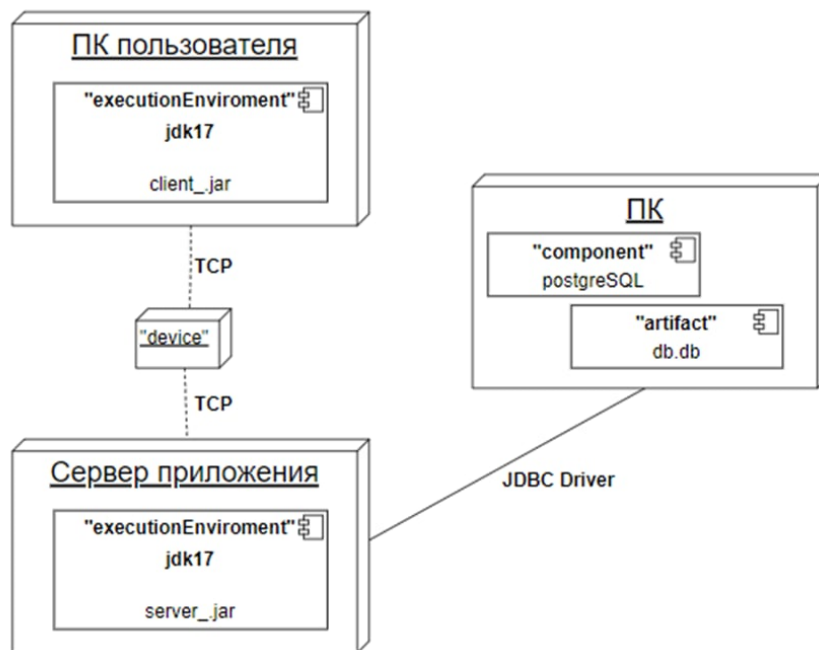 ПК пользователя
"executionEnviroment"
jdk17
client_.jar
TCP
"device"
TCP
Сервер приложения
"executionEnviroment"
jdk17
server_.jar
ПК
"component"
postgreSQL
"artifact"
db.db
JDBC Driver